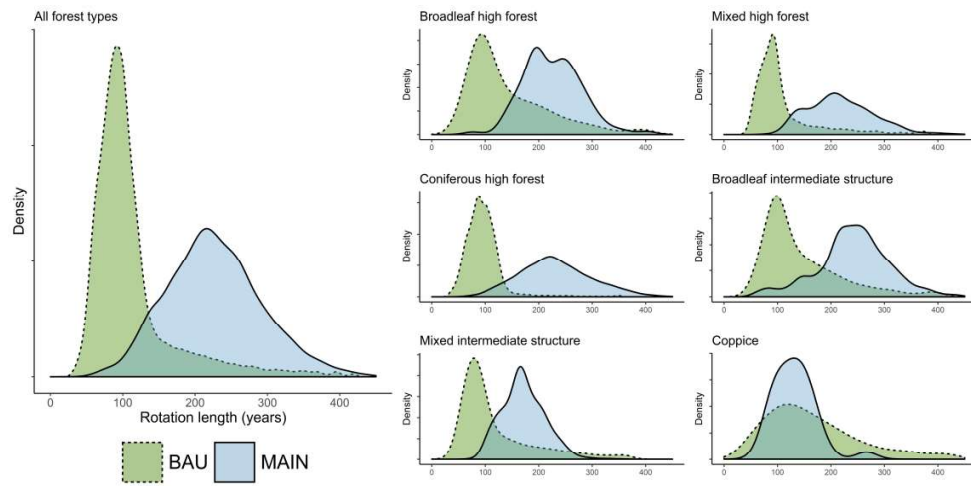 All forest types
Density
0 100 200 300 400
Rotation length (years)
BAU MAIN
Broadleaf high forest
Density
0 100 200 300 400
Mixed high forest
Density
0 100 200 300 400
Coniferous high forest
Density
0 100 200 300 400
Broadleaf intermediate structure
Density
0 100 200 300 400
Mixed intermediate structure
Density
0 100 200 300 400
Coppice
Density
0 100 200 300 400